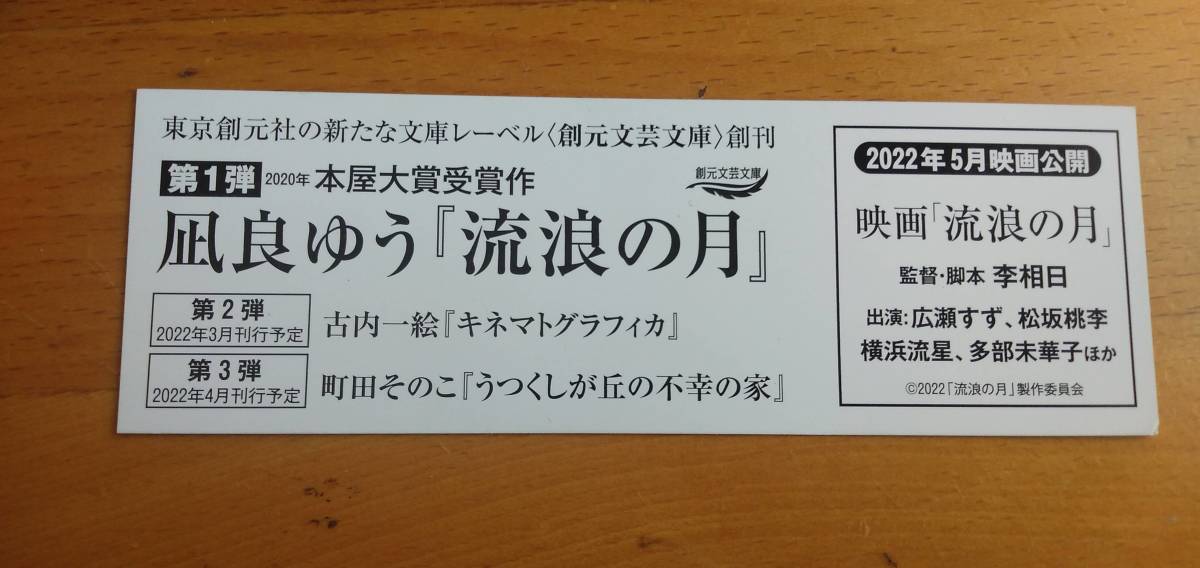 東京創元社の新たな文庫レーベル〈創元文芸文庫〉創刊
第1弾 2020年 本屋大賞受賞作
創元文芸文庫
凪良ゆう『流浪の月』
第2弾
2022年3月刊行予定
古内一絵『キネマトグラフィカ』
第3弾
2022年4月刊行予定
町田そのこ『うつくしが丘の不幸の家』
2022年5月映画公開
映画「流浪の月」
監督・脚本 李相日
出演:広瀬すず、松坂桃李
横浜流星、多部未華子ほか
©2022「流浪の月」製作委員会